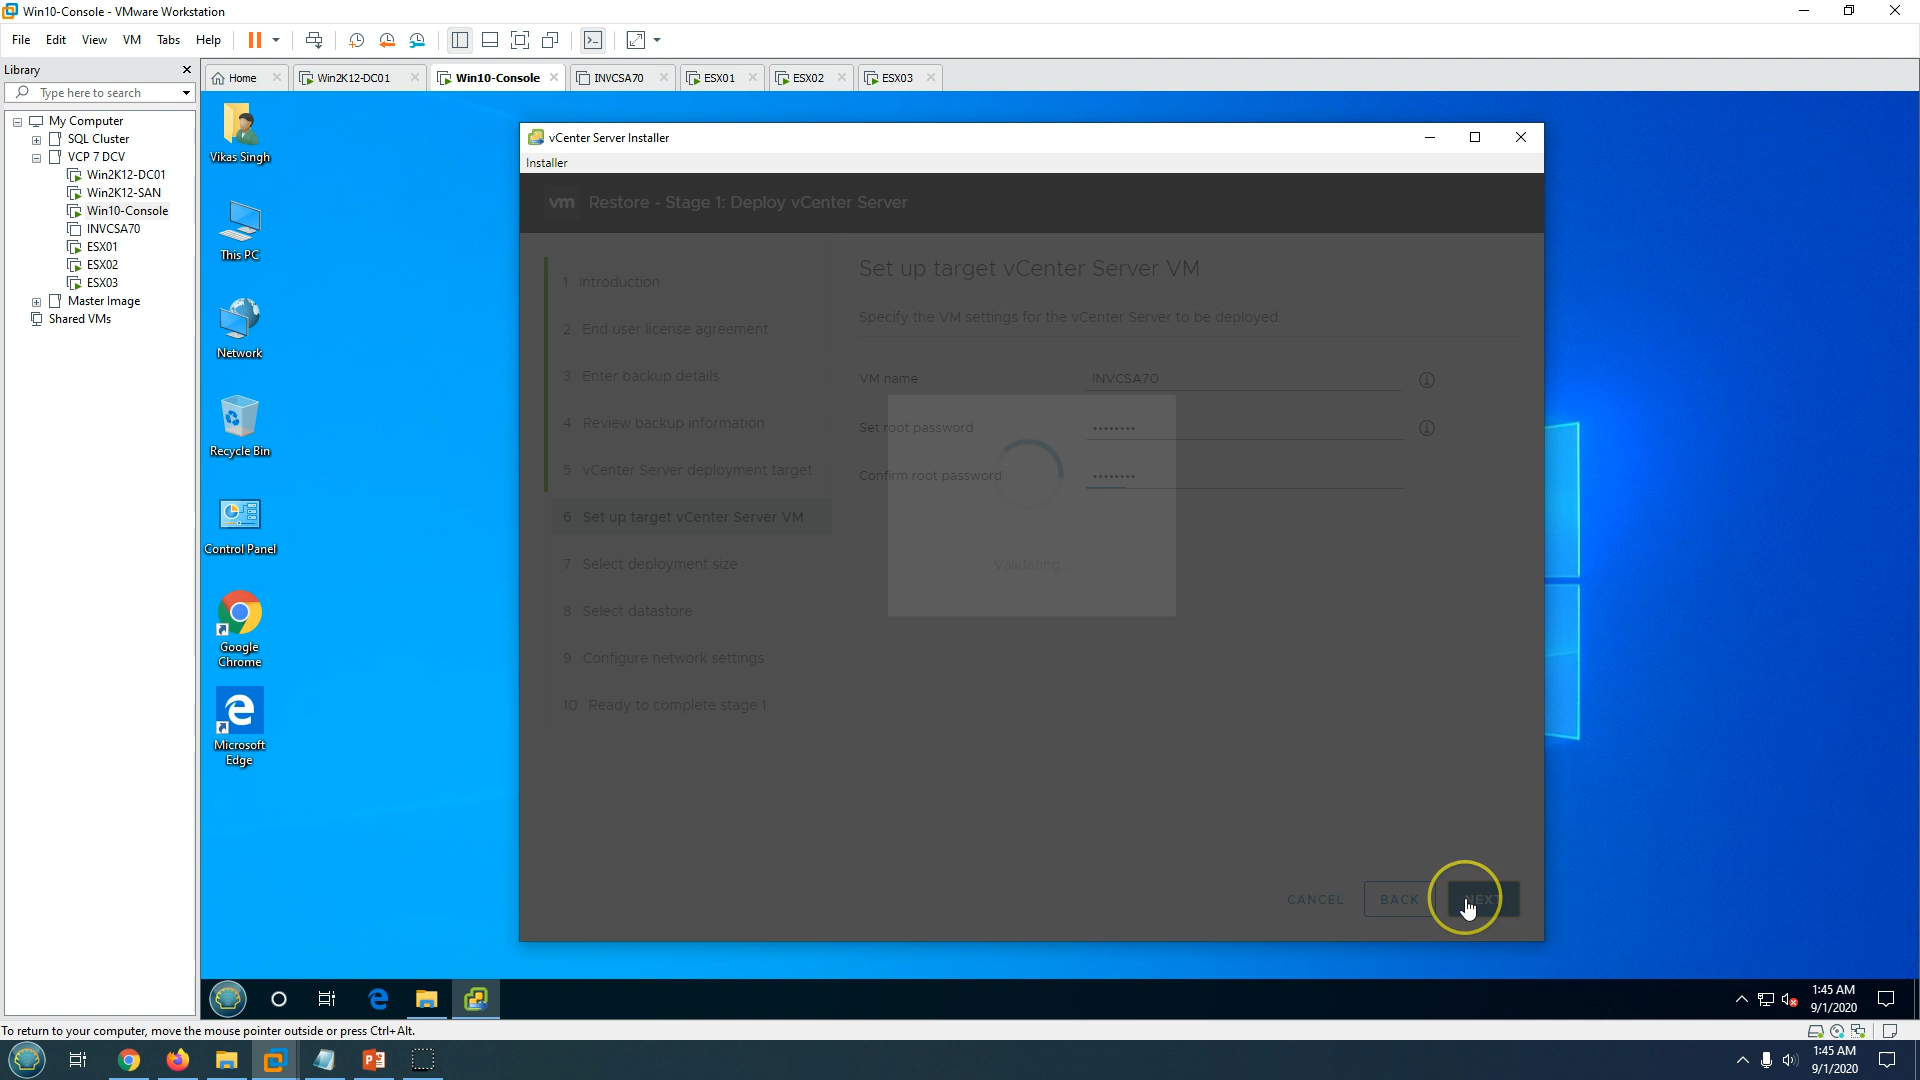 Win10-Console - VMware Workstation
File Edit View VM Tabs Help
Library
Type here to search
My Computer
SQL Cluster
VCP 7 DCV
Win2K12-DC01
Win2K12-SAN
Win10-Console
INVCSA70
ESX01
ESX02
ESX03
Master Image
Shared VMs
Home Win2K12-DC01 Win10-Console INVCSA70 ESX01 ESX02 ESX03
Vikas Singh
This PC
Network
Recycle Bin
Control Panel
Google
Chrome
Microsoft
Edge
vCenter Server Installer
Installer
vm Restore - Stage 1: Deploy vCenter Server
1 Introduction
2 End user license agreement
3 Enter backup details
4 Review backup information
5 vCenter Server deployment target
6 Set up target vCenter Server VM
7 Select deployment size
8 Select datastore
9 Configure network settings
10 Ready to complete stage 1
Set up target vCenter Server VM
Specify the VM settings for the vCenter Server to be deployed.
VM name INVCSA70
Set root password ••••••••
Confirm root password ••••••••
Validating...
CANCEL BACK NEXT
1:45 AM
9/1/2020
To return to your computer, move the mouse pointer outside or press Ctrl+Alt.
1:45 AM
9/1/2020